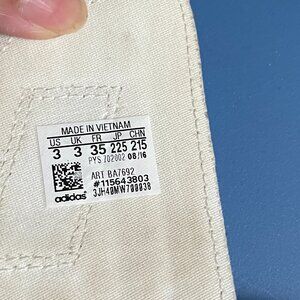 MADE IN VIETNAM
US UK FR JP CHN
3 3 35 225 215
PYS 702002 08/16
ART BA7692
#115643803
adidas 3JH40MW700038